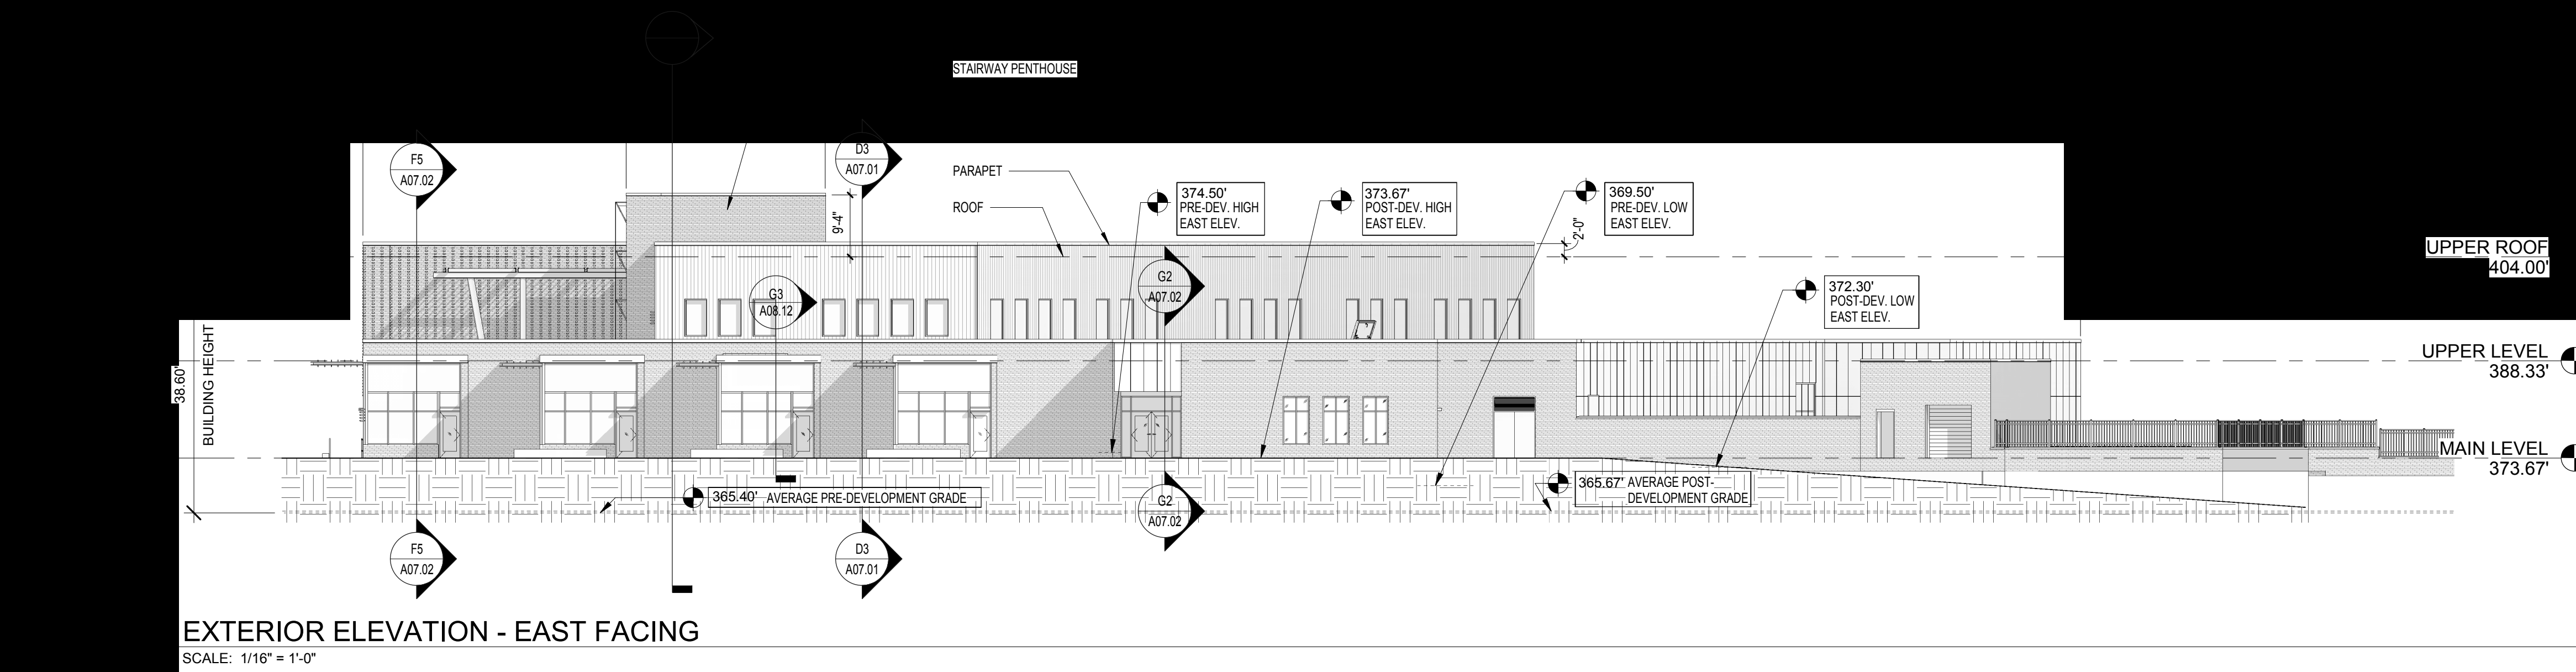 STAIRWAY PENTHOUSE
F5
A07.02
D3
A07.01
PARAPET
ROOF
9'-4"
374.50'
PRE-DEV. HIGH
EAST ELEV.
373.67'
POST-DEV. HIGH
EAST ELEV.
369.50'
PRE-DEV. LOW
EAST ELEV.
2'-0"
UPPER ROOF
404.00'
G3
A08.12
G2
A07.02
372.30'
POST-DEV. LOW
EAST ELEV.
38.60'
BUILDING HEIGHT
UPPER LEVEL
388.33'
MAIN LEVEL
373.67'
365.40' AVERAGE PRE-DEVELOPMENT GRADE
365.67' AVERAGE POST-
DEVELOPMENT GRADE
G2
A07.02
F5
A07.02
D3
A07.01
EXTERIOR ELEVATION - EAST FACING
SCALE: 1/16" = 1'-0"